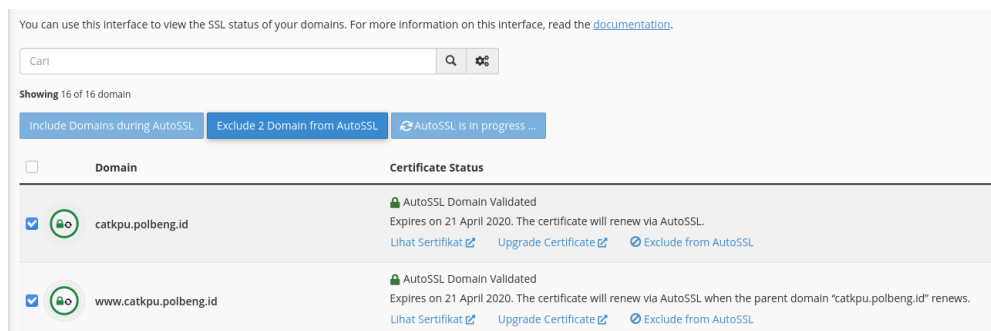 You can use this interface to view the SSL status of your domains. For more information on this interface, read the documentation.
Cari
Showing 16 of 16 domain
Include Domains during AutoSSL
Exclude 2 Domain from AutoSSL
AutoSSL is in progress ...
Domain
Certificate Status
AutoSSL Domain Validated
catkpu.polbeng.id
Expires on 21 April 2020. The certificate will renew via AutoSSL.
Lihat Sertifikat
Upgrade Certificate
Exclude from AutoSSL
AutoSSL Domain Validated
www.catkpu.polbeng.id
Expires on 21 April 2020. The certificate will renew via AutoSSL when the parent domain “catkpu.polbeng.id” renews.
Lihat Sertifikat
Upgrade Certificate
Exclude from AutoSSL